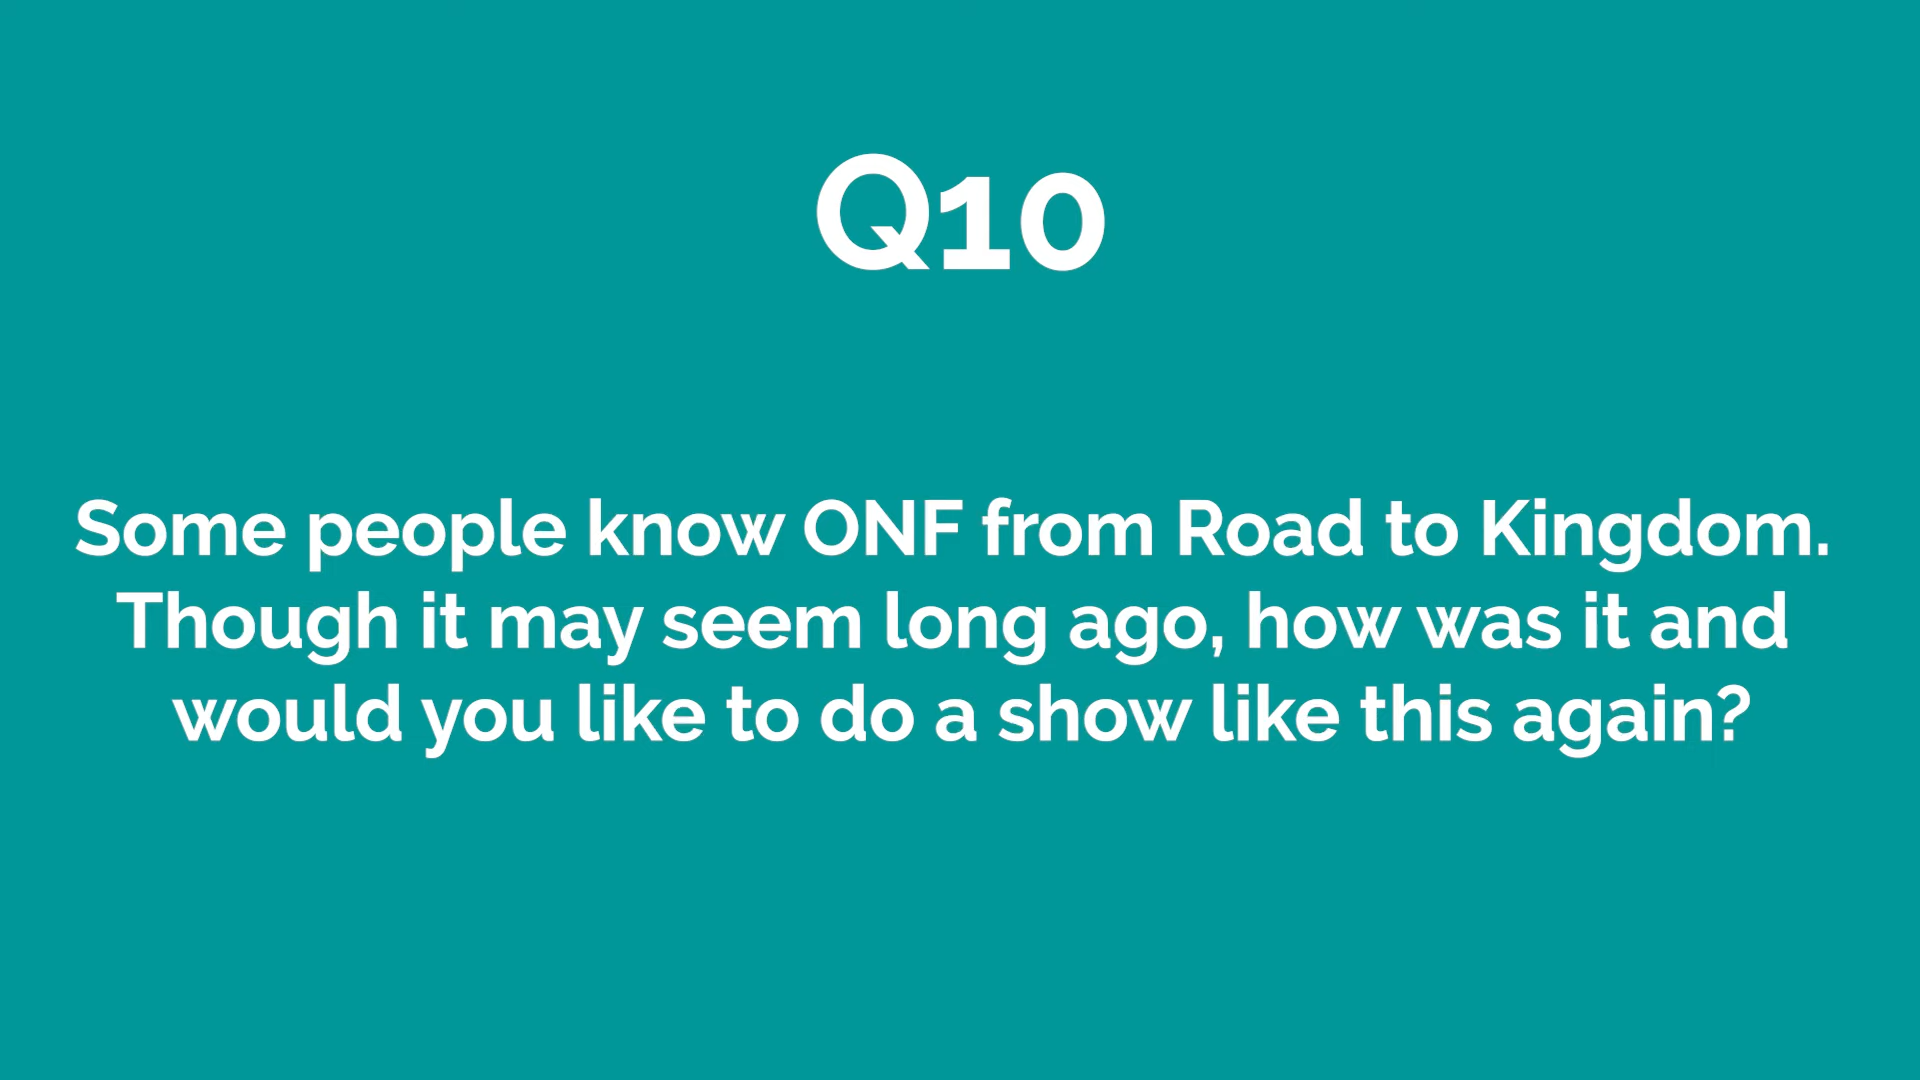 Q10
Some people know ONF from Road to Kingdom.
Though it may seem long ago, how was it and
would you like to do a show like this again?